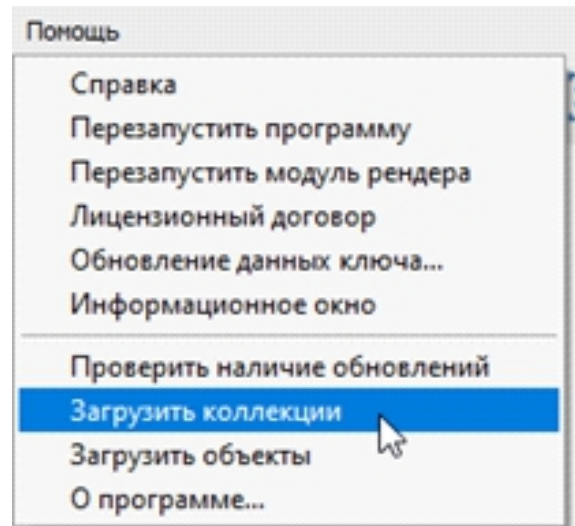 Помощь
Справка
Перезапустить программу
Перезапустить модуль рендера
Лицензионный договор
Обновление данных ключа...
Информационное окно
Проверить наличие обновлений
Загрузить коллекции
Загрузить объекты
О программе...